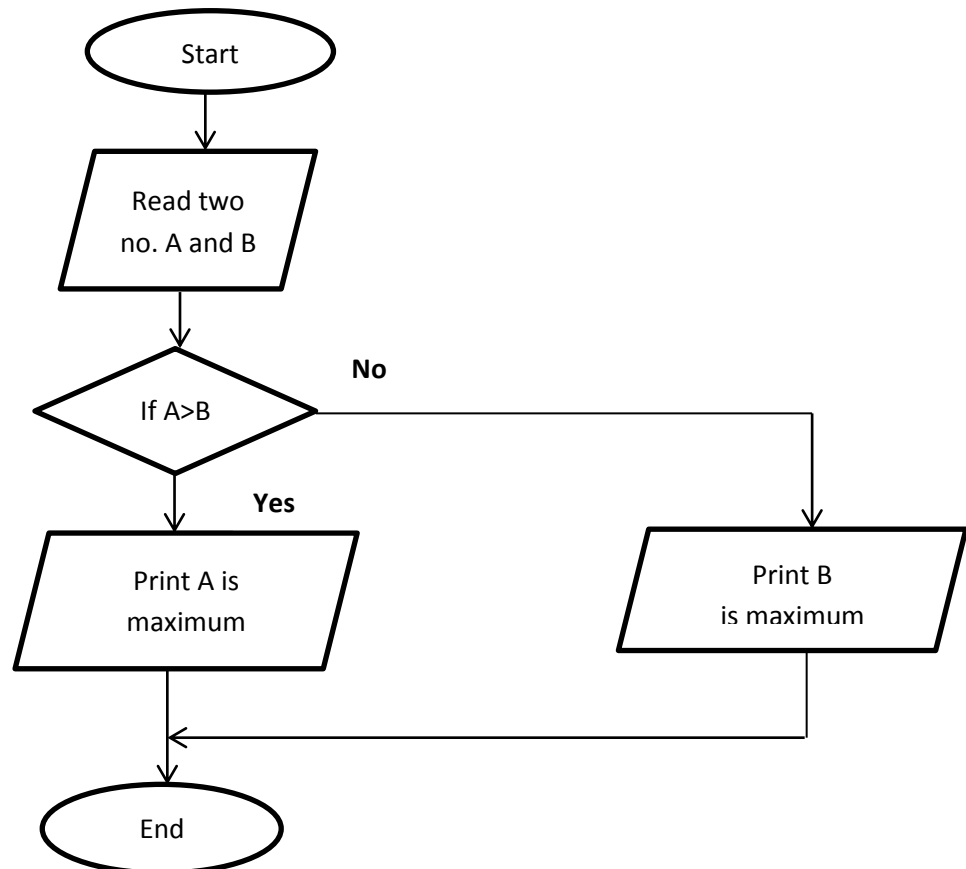 Start
Read two
no. A and B
No
If A>B
Yes
Print A is
maximum
Print B
is maximum
End